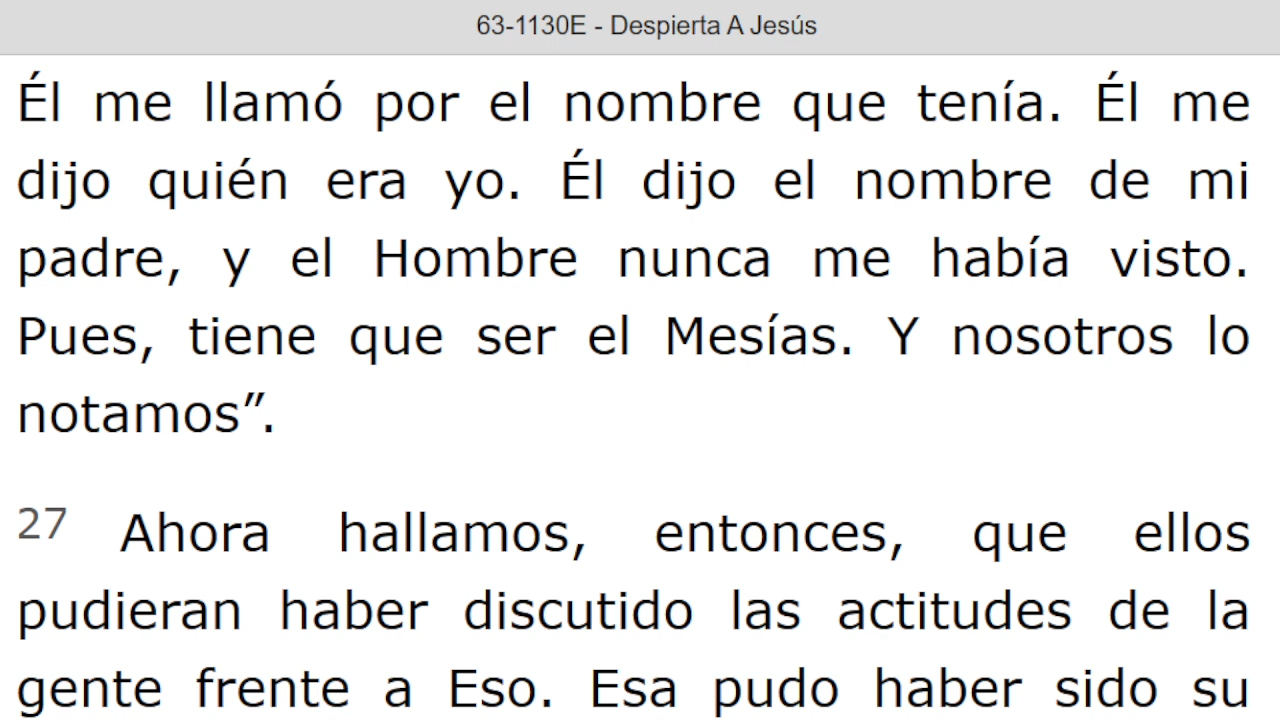 63-1130E - Despierta A Jesús
Él me llamó por el nombre que tenía. Él me
dijo quién era yo. Él dijo el nombre de mi
padre, y el Hombre nunca me había visto.
Pues, tiene que ser el Mesías. Y nosotros lo
notamos”.
27 Ahora hallamos, entonces, que ellos
pudieran haber discutido las actitudes de la
gente frente a Eso. Esa pudo haber sido su